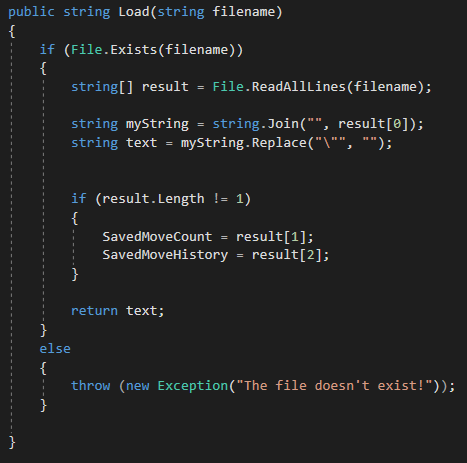 public string Load(string filename)
{
if (File.Exists(filename))
{
string[] result = File.ReadAllLines(filename);
string myString = string.Join("", result[0]);
string text = myString.Replace("\"", "");
if (result.Length != 1)
{
SavedMoveCount = result[1];
SavedMoveHistory = result[2];
}
return text;
}
else
{
throw (new Exception("The file doesn't exist!"));
}
}